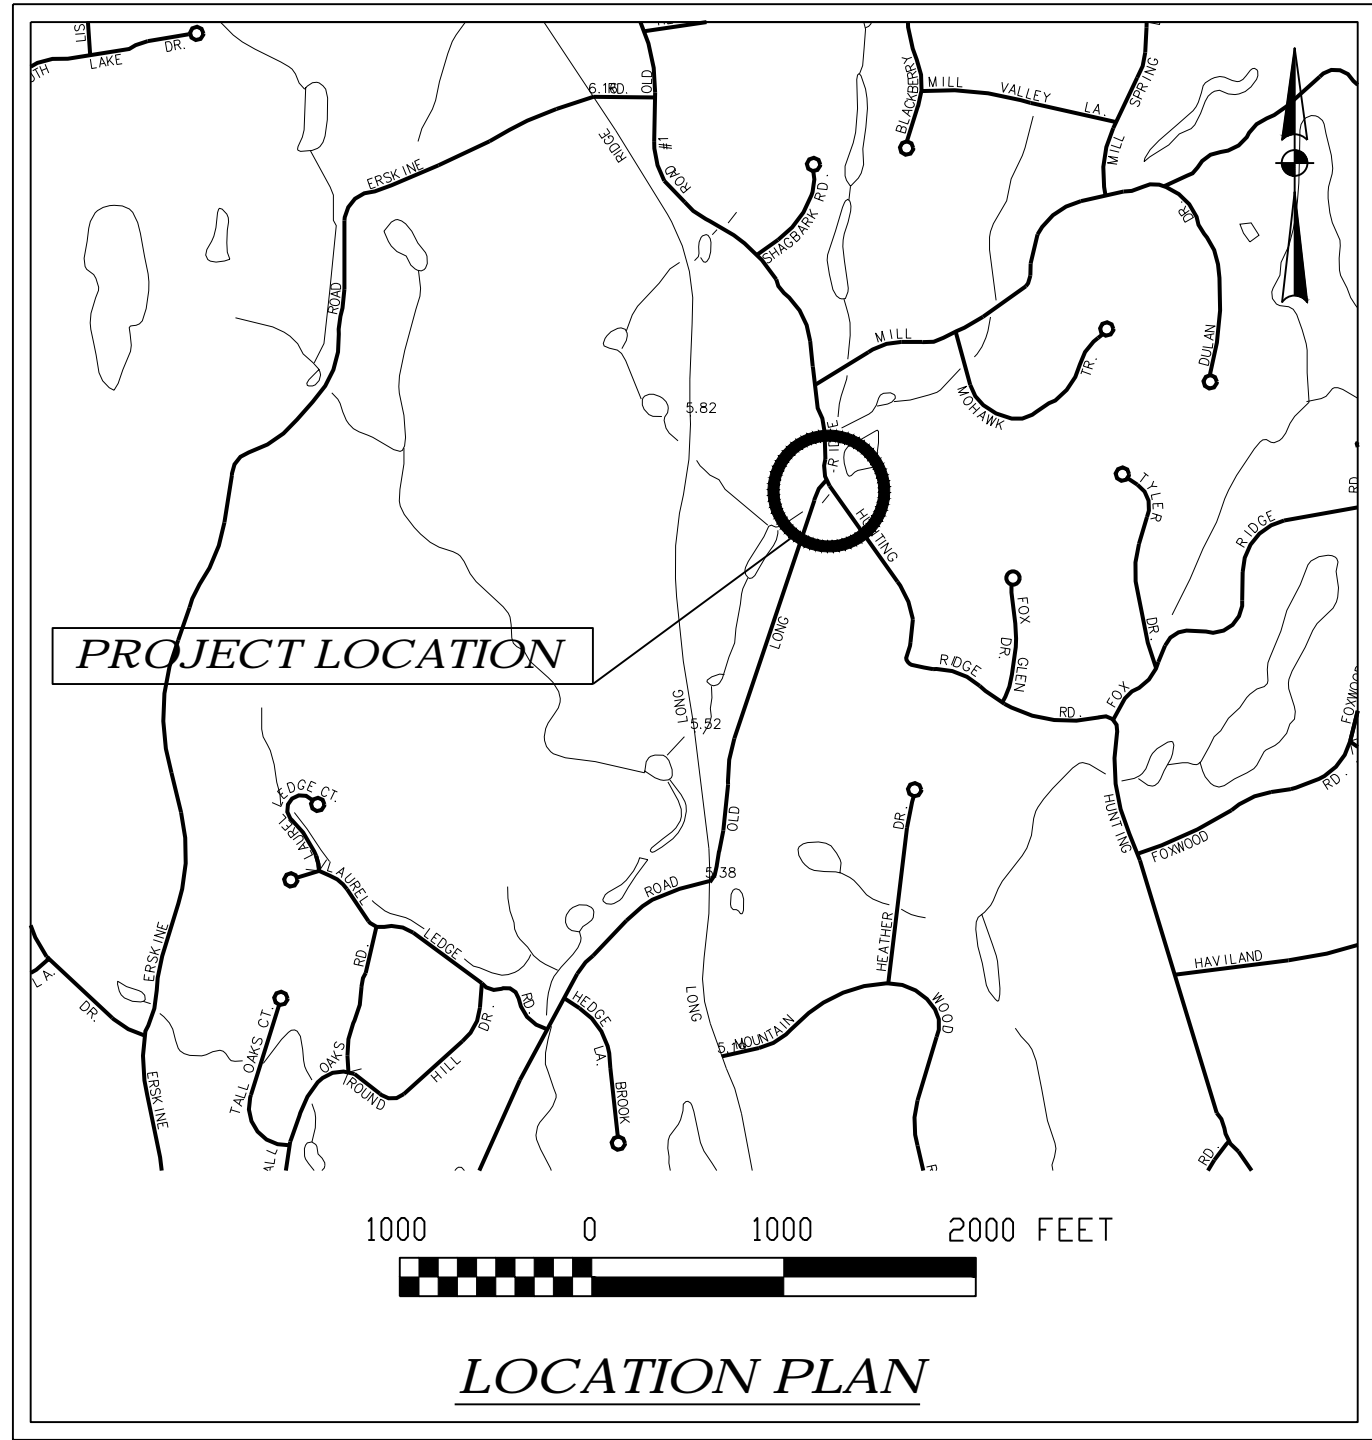 LIS
LAKE DR.
6.16
RD.
OLD
RIDGE
ROAD #1
BLACKBERRY
MILL VALLEY LA.
MILL SPRING
ERSKINE
ROAD
SHAGBARK RD.
DR.
DULAN
MILL
MOHAWK TR.
5.82
RIDGE
HUNTING
TYLER
DR.
RIDGE
RD
FOX
GLEN
DR.
LONG
RIDGE
RD.
FOX
FOXWOOD
PROJECT LOCATION
LONG
5.52
LEDGE CT.
LAUREL
LAUREL
OLD
DR.
HUNTING
FOXWOOD
RD.
5.38
ROAD
HEATHER
HAVILAND
ERSKINE
LEDGE
RD.
LA.
DR.
TALL OAKS CT.
DR.
RD.
HEDGE
LONG
WOOD
MOUNTAIN
OAKS
ROUND
HILL
LA.
BROOK
ERSKINE
RD.
1000 0 1000 2000 FEET
LOCATION PLAN